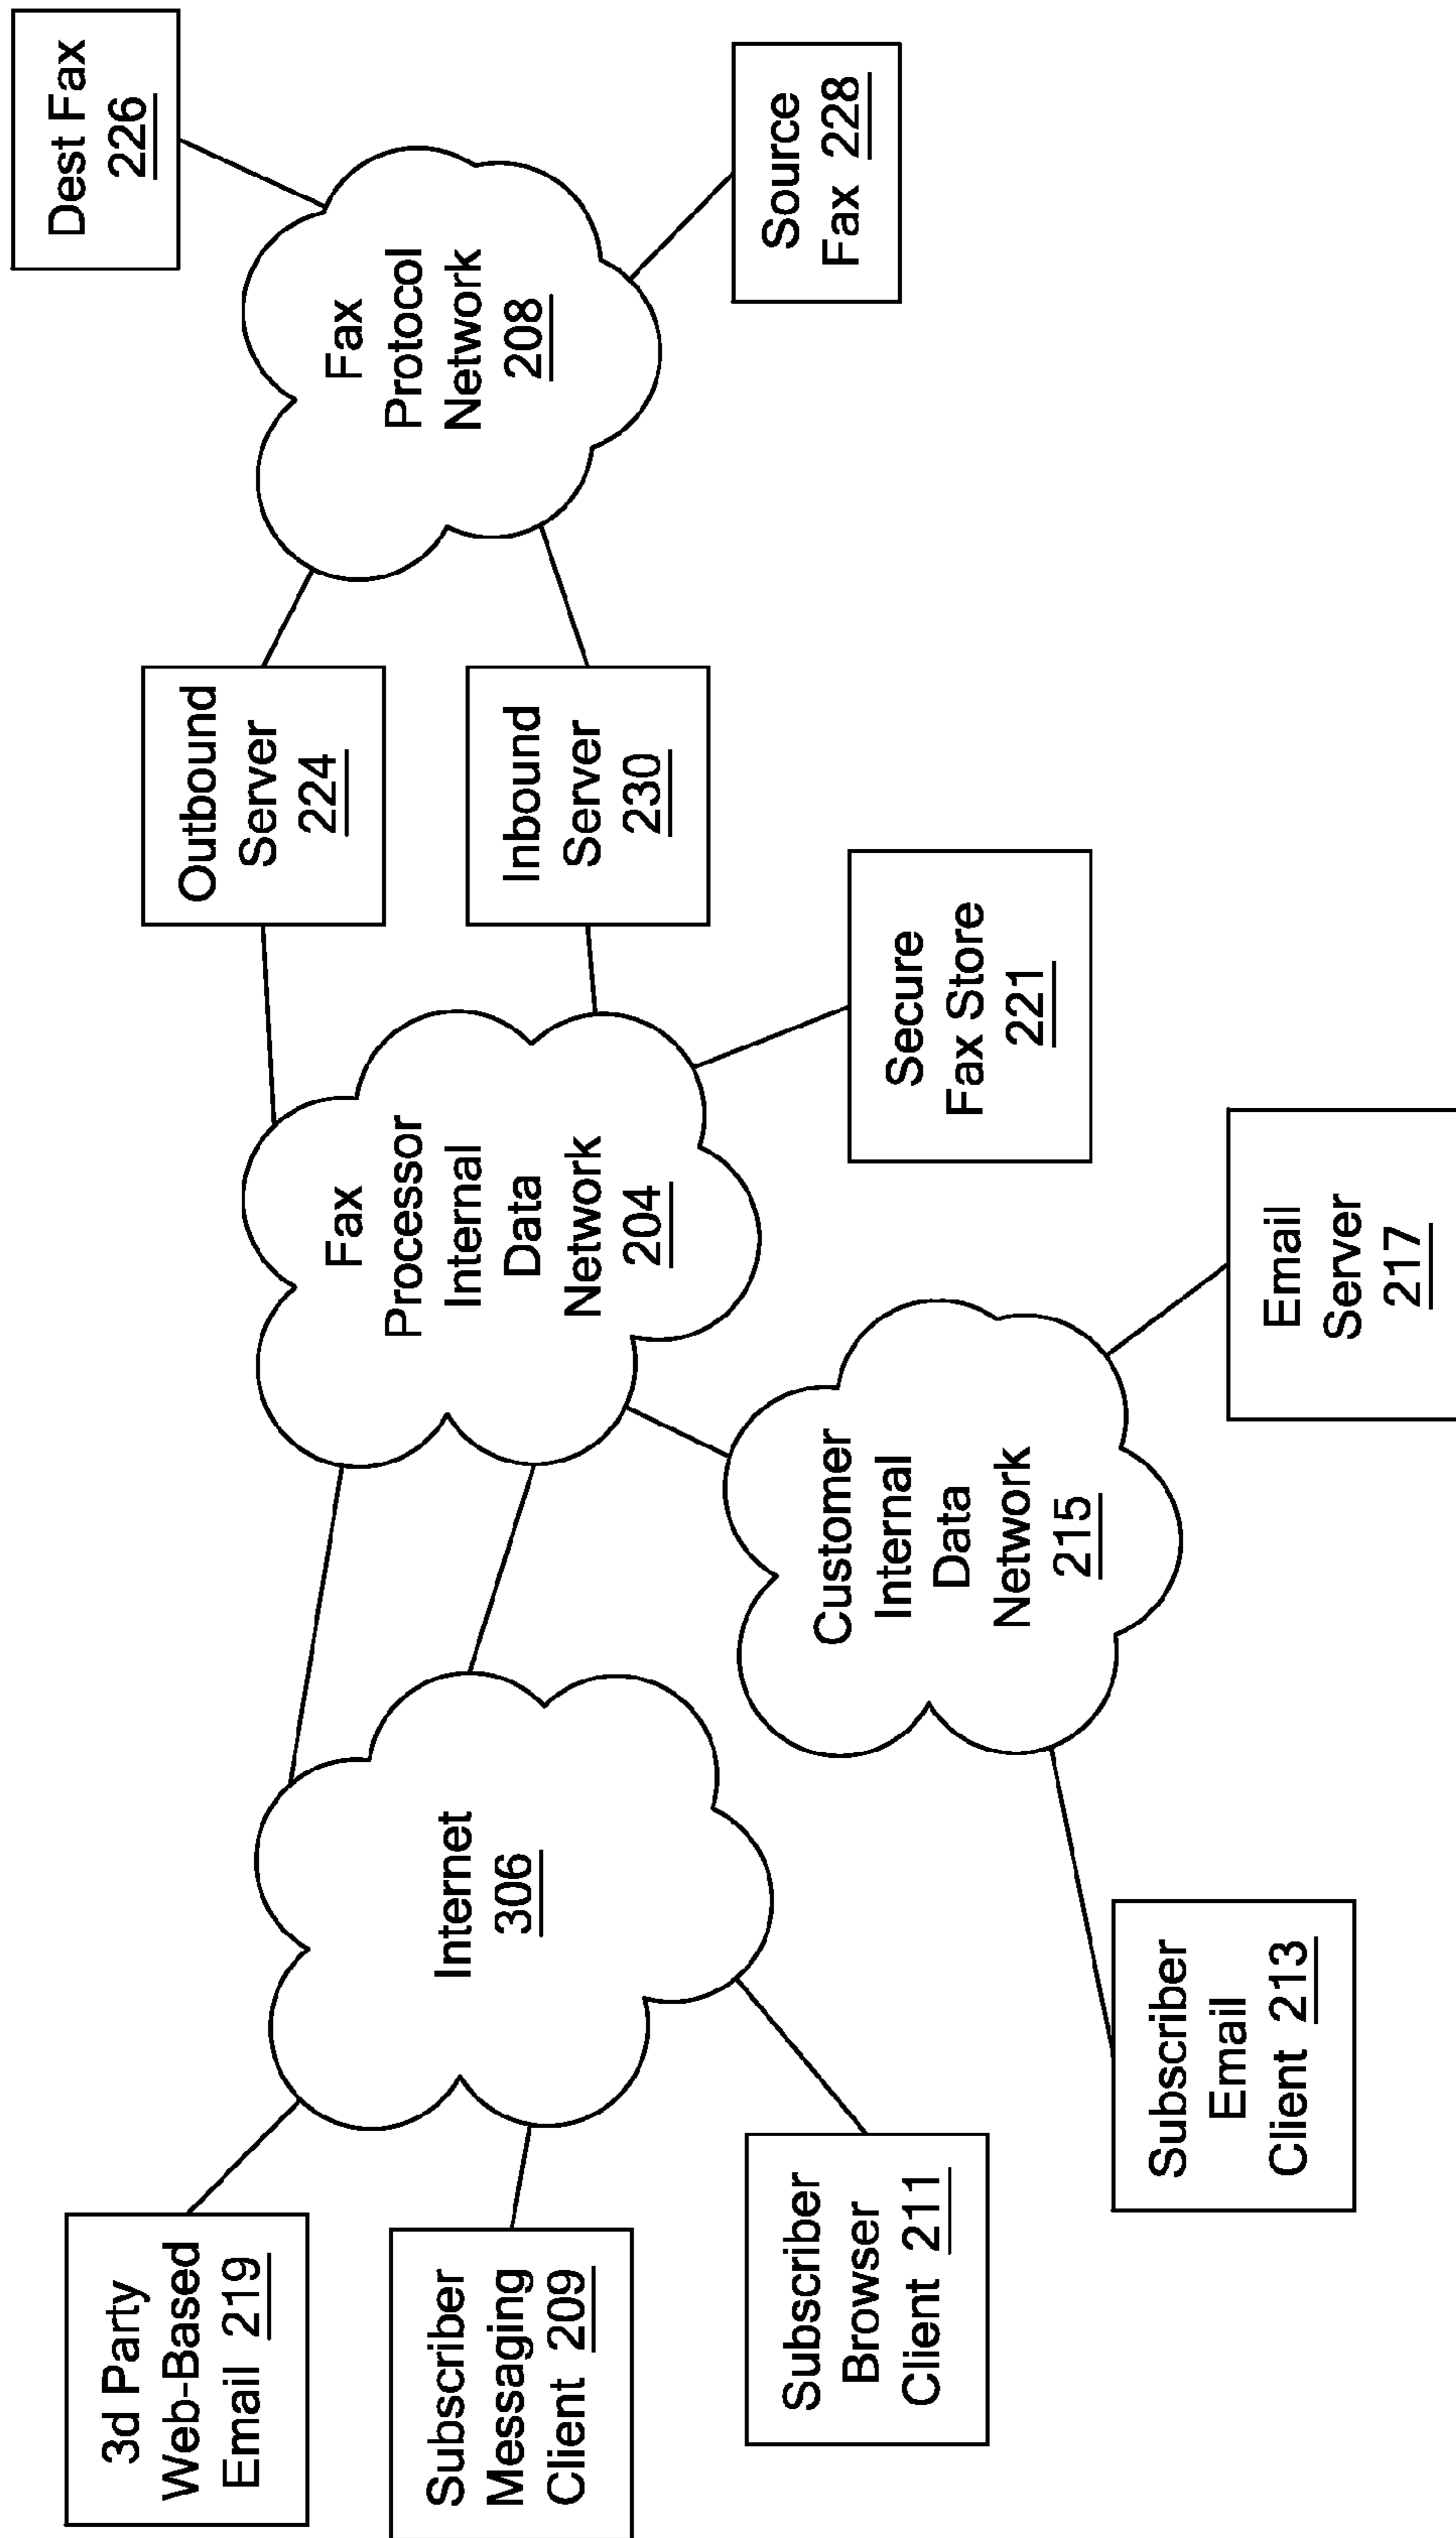 3d Party
Web-Based
Email 219
Subscriber
Messaging
Client 209
Subscriber
Browser
Client 211
Subscriber
Email
Client 213
Internet
306
Customer
Internal
Data
Network
215
Email
Server
217
Fax
Processor
Internal
Data
Network
204
Secure
Fax Store
221
Outbound
Server
224
Inbound
Server
230
Fax
Protocol
Network
208
Dest Fax
226
Source
Fax 228